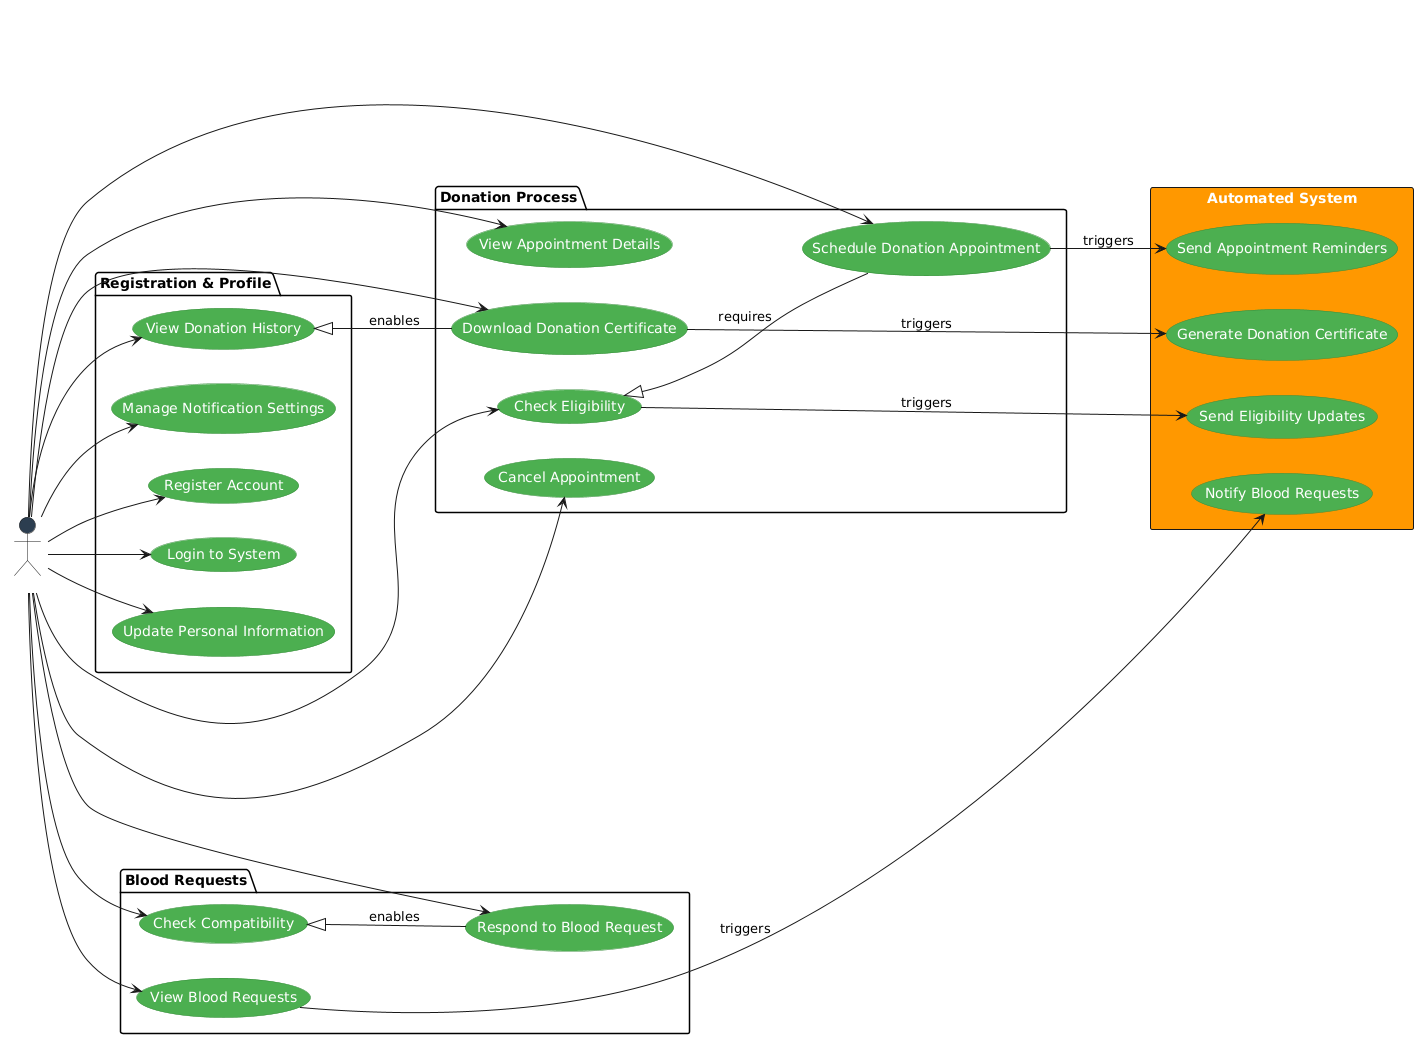 Donation Process
View Appointment Details
Schedule Donation Appointment
Download Donation Certificate
requires
triggers
Check Eligibility
triggers
Cancel Appointment
triggers
Automated System
Send Appointment Reminders
Generate Donation Certificate
Send Eligibility Updates
Notify Blood Requests
Registration & Profile
View Donation History
enables
Manage Notification Settings
Register Account
Login to System
Update Personal Information
Blood Requests
Check Compatibility
enables
Respond to Blood Request
View Blood Requests
triggers